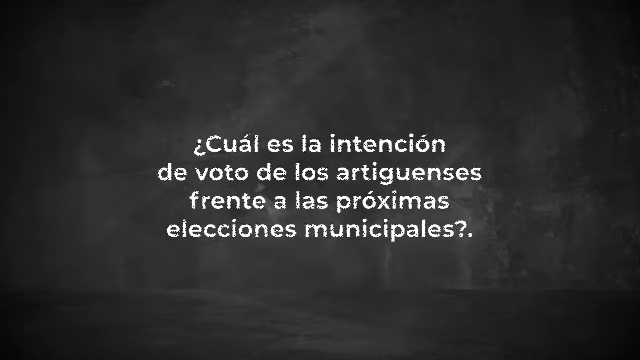 ¿Cuál es la intención
de voto de los artiguenses
frente a las próximas
elecciones municipales?.